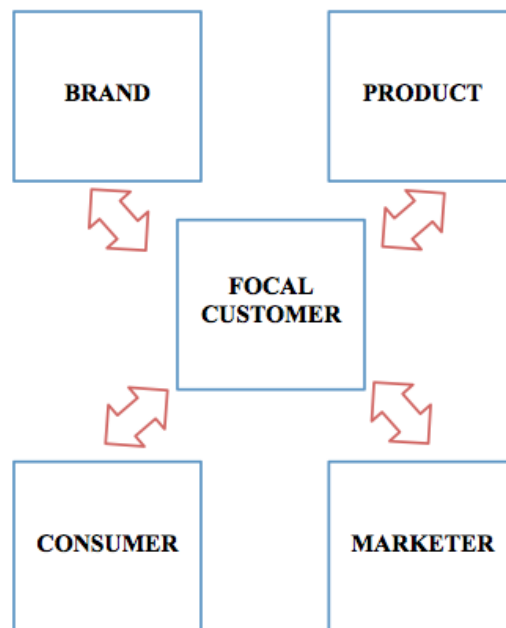 BRAND
PRODUCT
FOCAL
CUSTOMER
CONSUMER
MARKETER